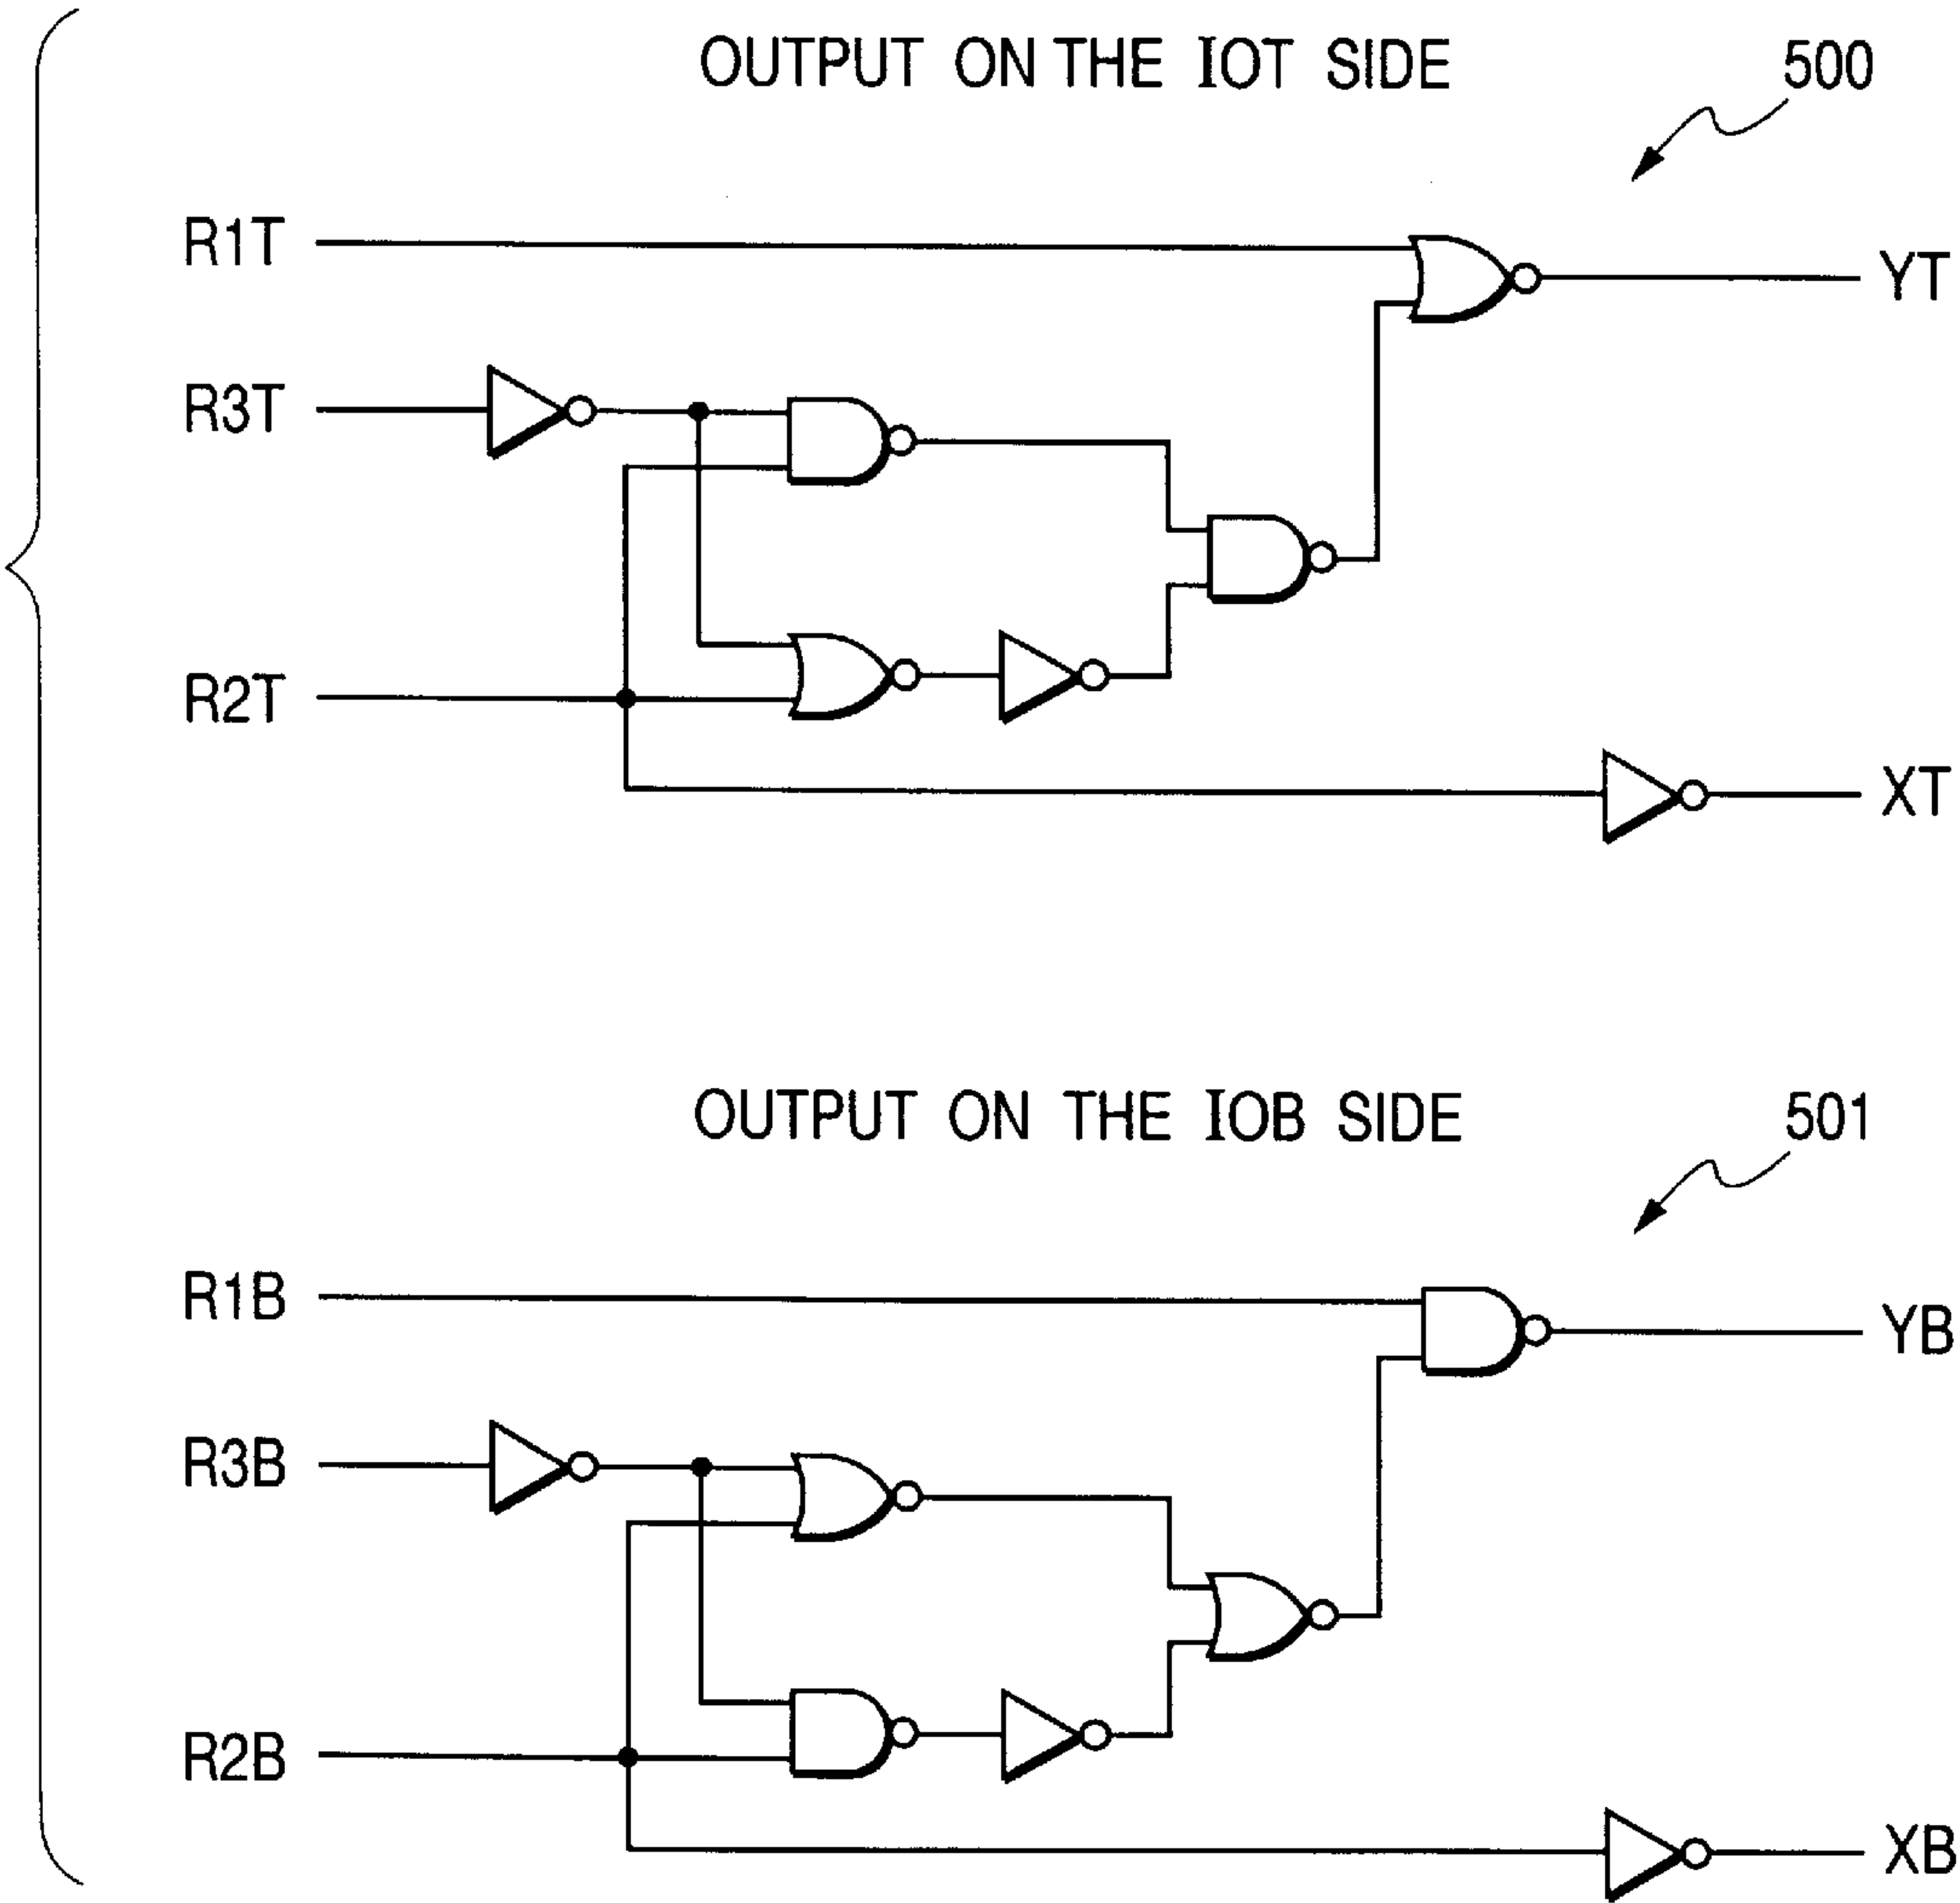 OUTPUT ON THE IOT SIDE
500
R1T
YT
R3T
R2T
XT
OUTPUT ON THE IOB SIDE
501
R1B
YB
R3B
R2B
XB